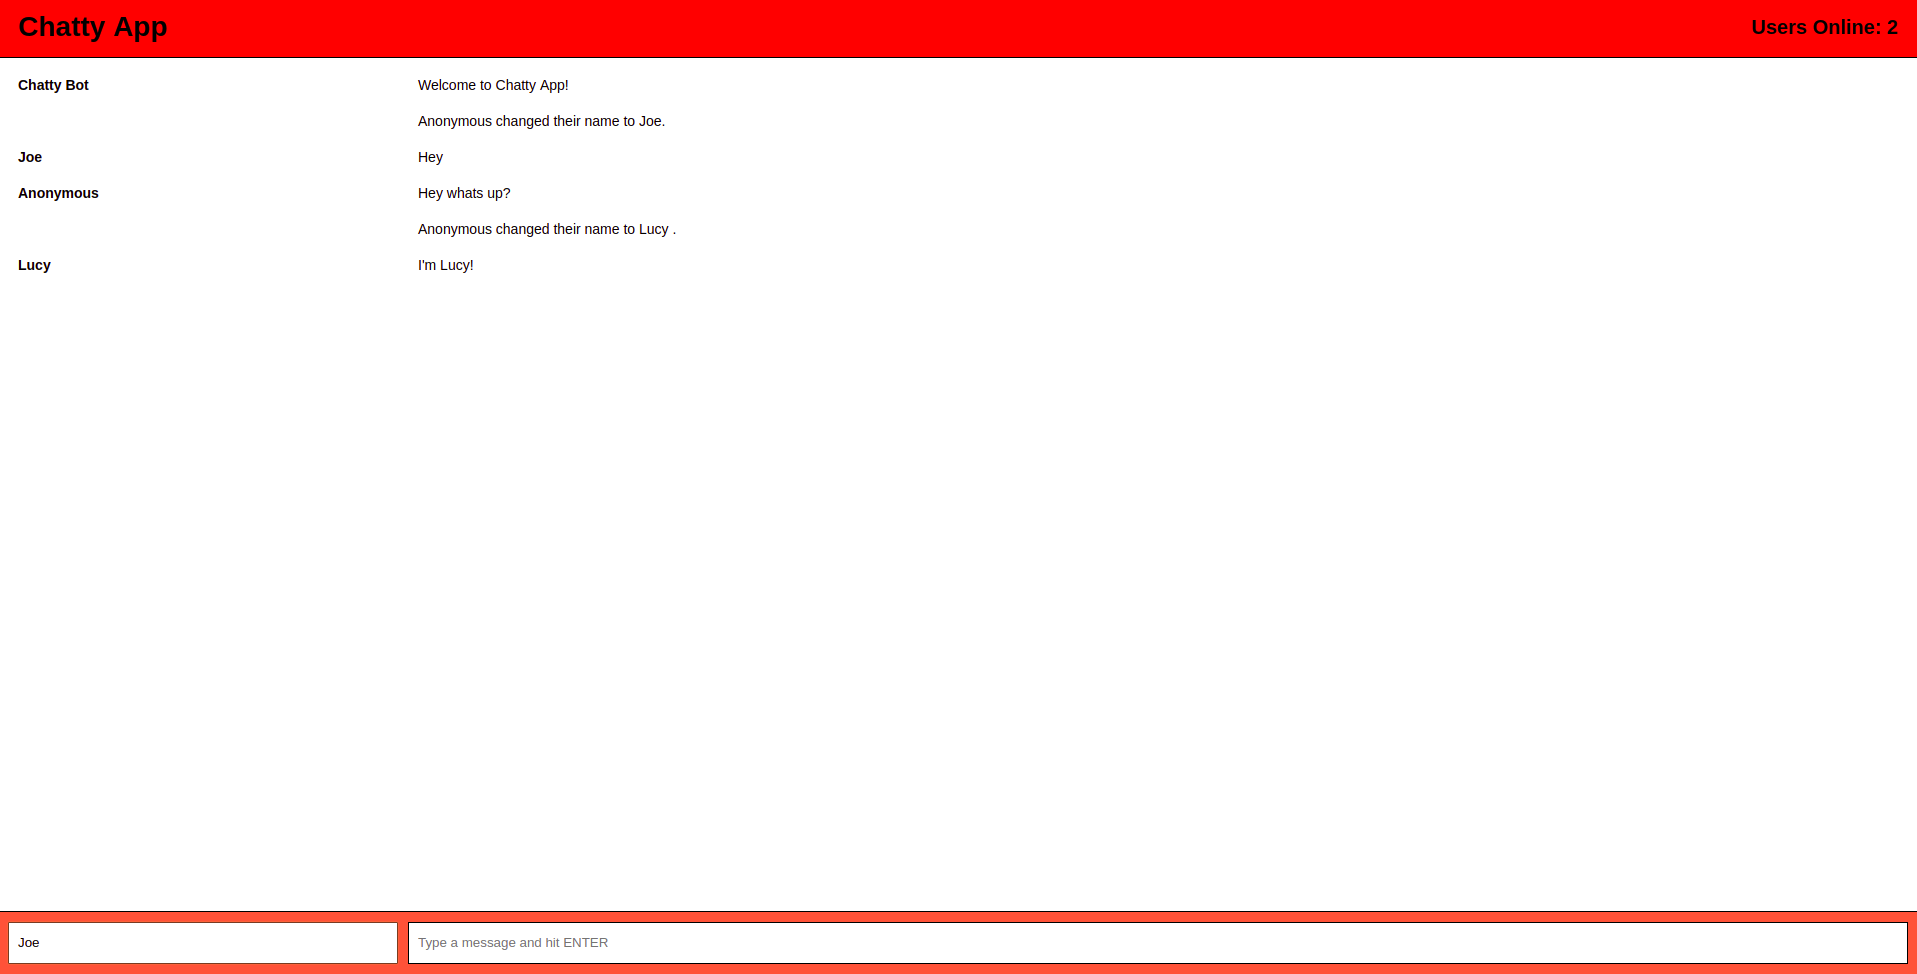 Chatty App
Users Online: 2
Chatty Bot Welcome to Chatty App!
Anonymous changed their name to Joe.
Joe Hey
Anonymous Hey whats up?
Anonymous changed their name to Lucy .
Lucy I'm Lucy!
Joe
Type a message and hit ENTER